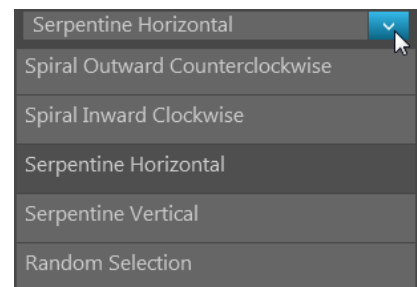 Serpentine Horizontal
Spiral Outward Counterclockwise
Spiral Inward Clockwise
Serpentine Horizontal
Serpentine Vertical
Random Selection